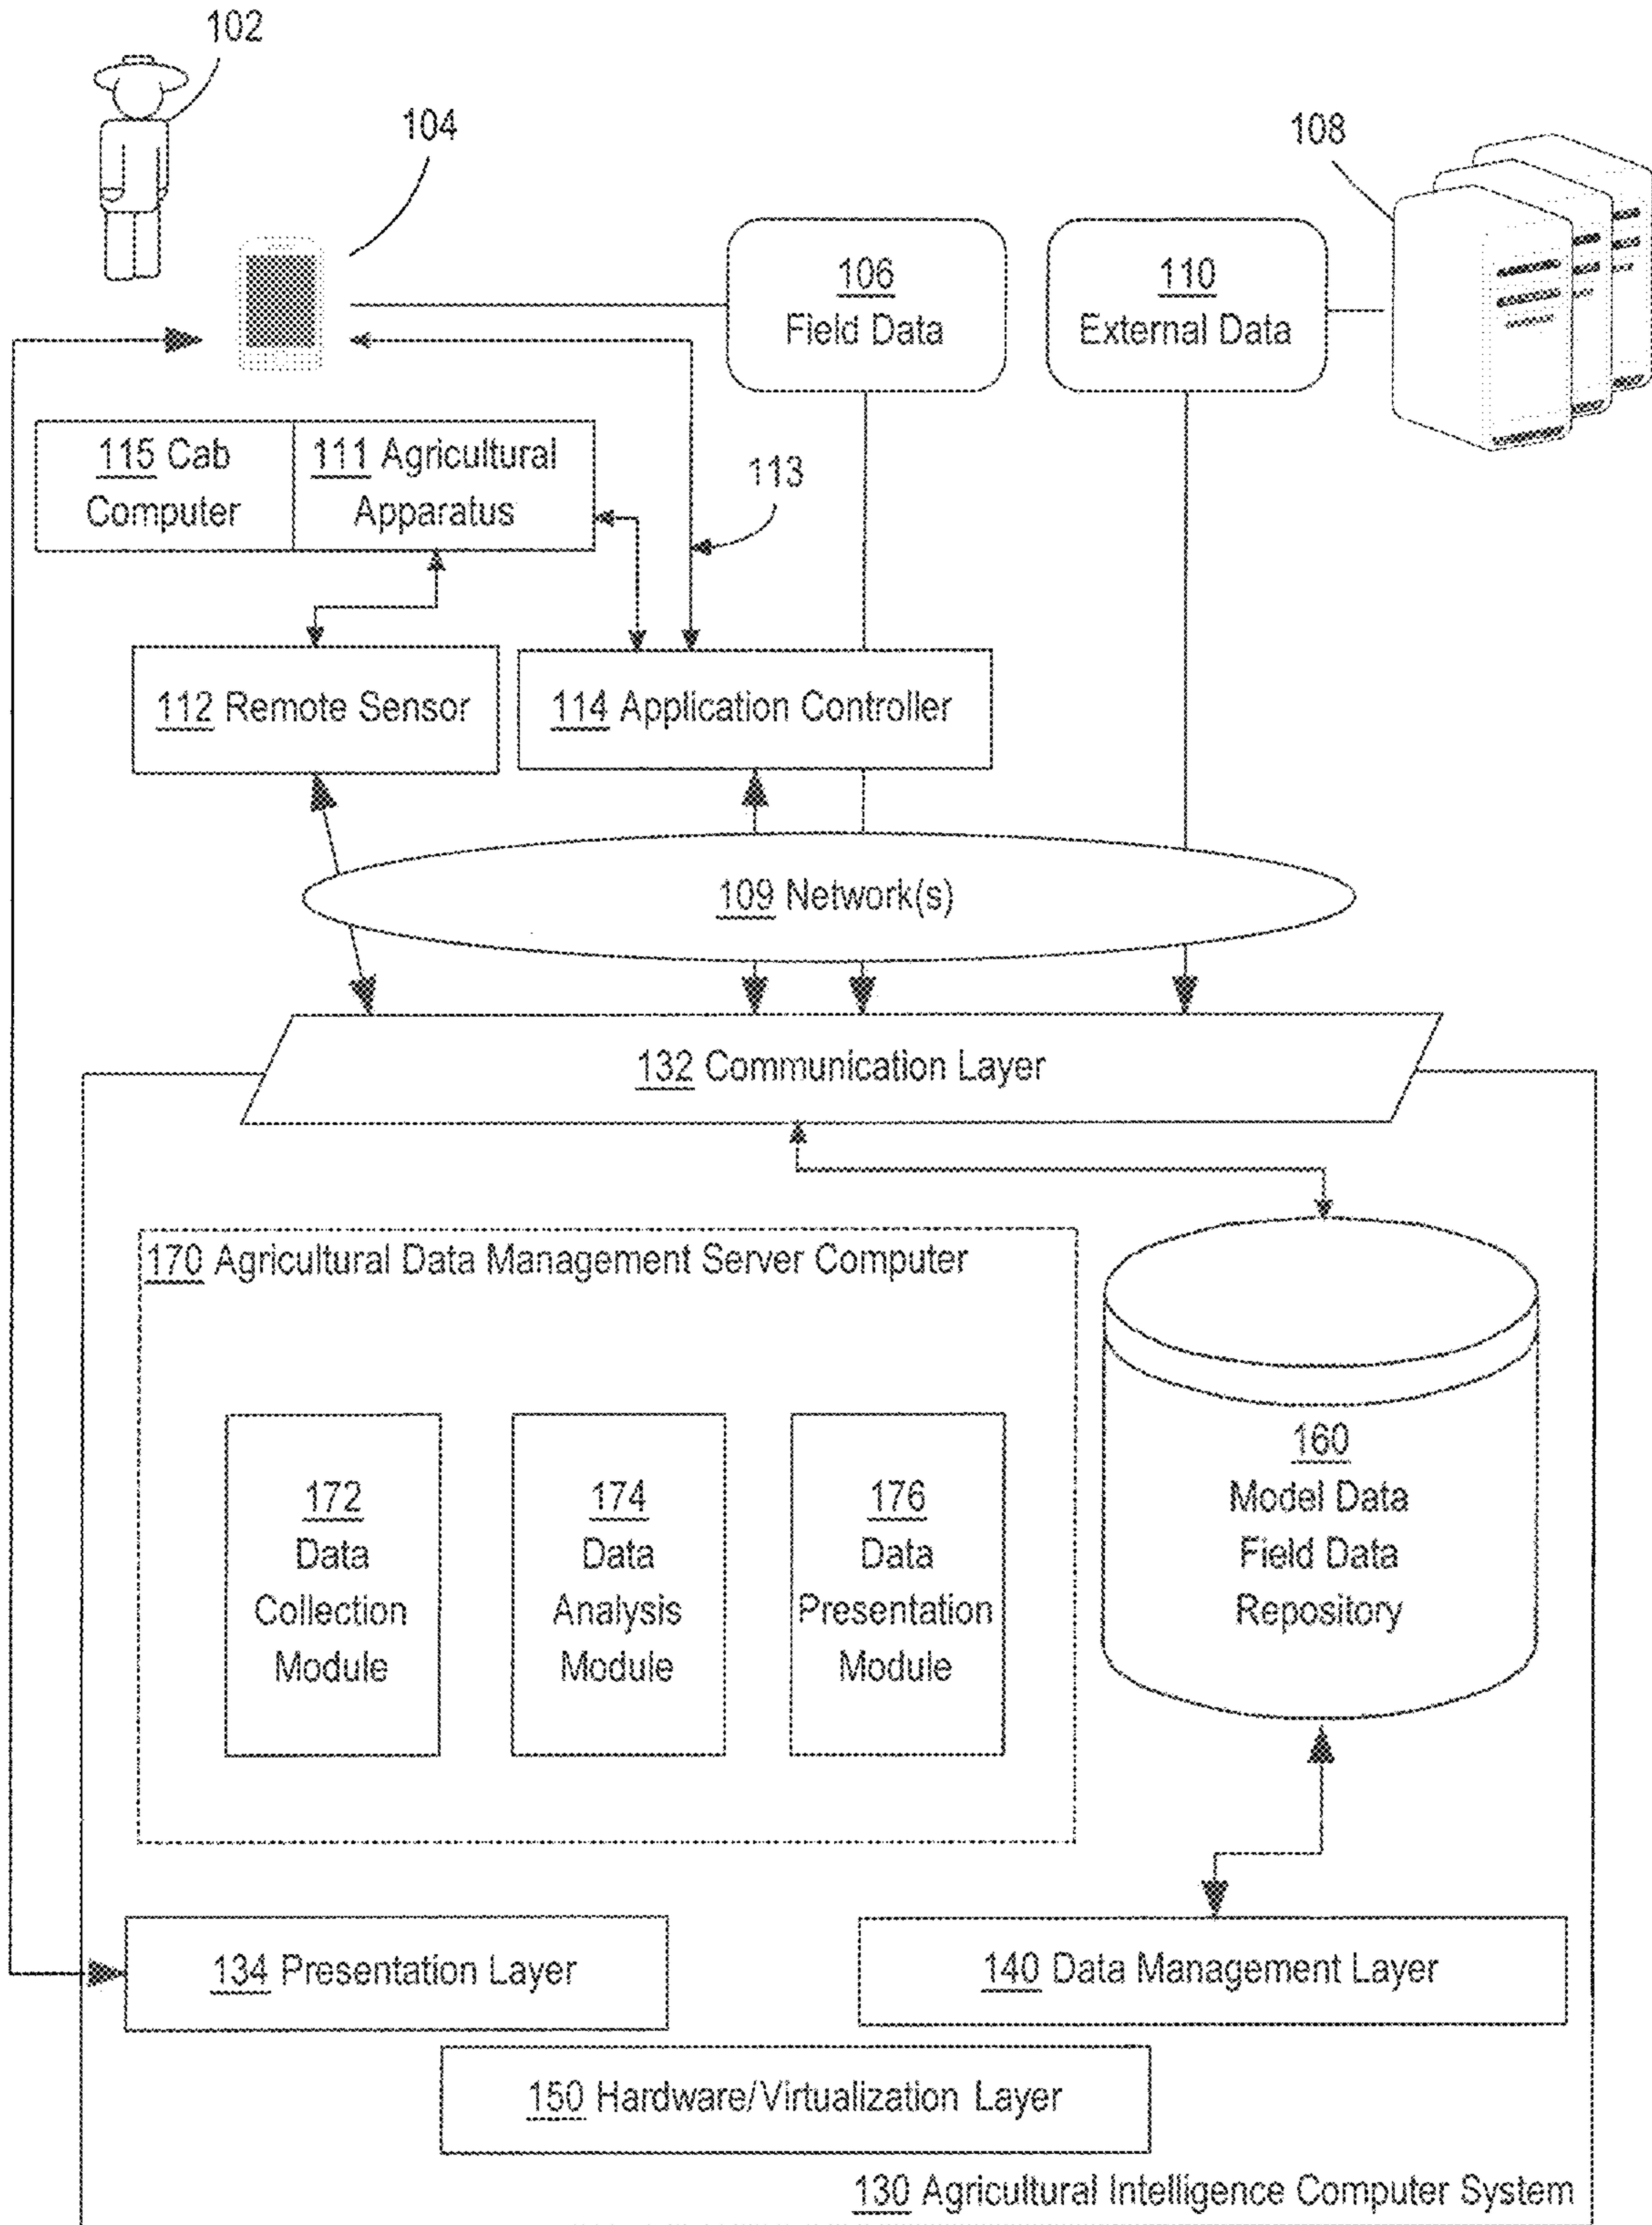 102
104
108
106
Field Data
110
External Data
115 Cab
Computer
111 Agricultural
Apparatus
113
112 Remote Sensor
114 Application Controller
109 Network(s)
132 Communication Layer
170 Agricultural Data Management Server Computer
172
Data
Collection
Module
174
Data
Analysis
Module
176
Data
Presentation
Module
160
Model Data
Field Data
Repository
134 Presentation Layer
140 Data Management Layer
150 Hardware/Virtualization Layer
130 Agricultural Intelligence Computer System